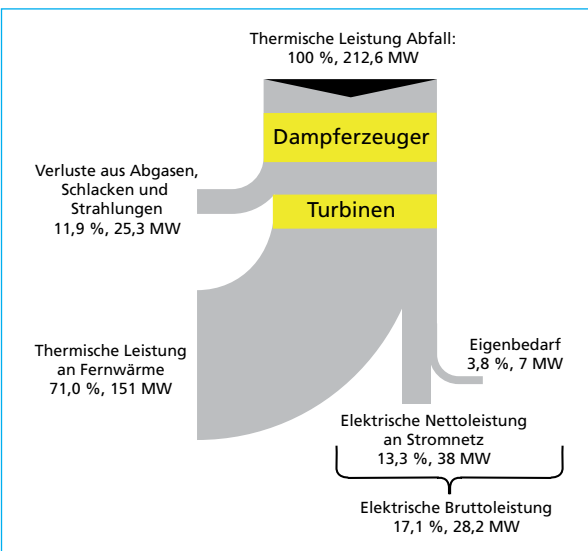 Thermische Leistung Abfall:
100 %, 212,6 MW
Dampferzeuger
Verluste aus Abgasen,
Schlacken und
Strahlungen
11,9 %, 25,3 MW
Turbinen
Thermische Leistung
an Fernwärme
71,0 %, 151 MW
Eigenbedarf
3,8 %, 7 MW
Elektrische Nettoleistung
an Stromnetz
13,3 %, 38 MW
Elektrische Bruttoleistung
17,1 %, 28,2 MW